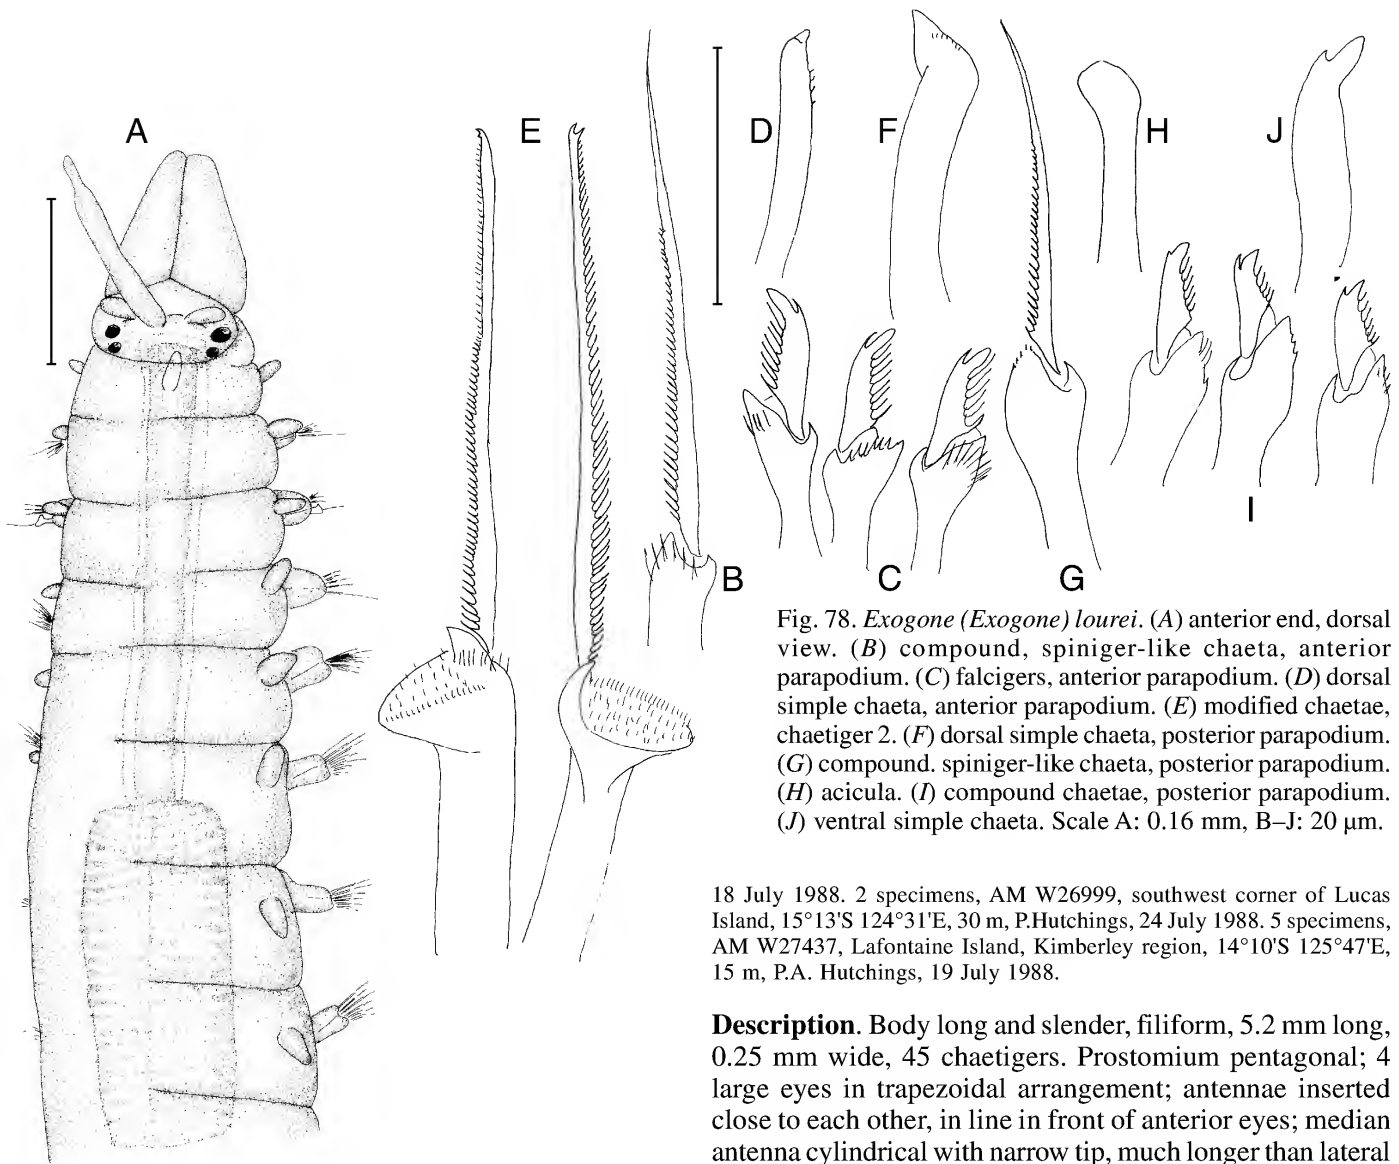 A
E
B
D
F
C
G
H
I
J
Fig. 78. Exogone (Exogone) lourei. (A) anterior end, dorsal
view. (B) compound, spiniger-like chaeta, anterior
parapodium. (C) falcigers, anterior parapodium. (D) dorsal
simple chaeta, anterior parapodium. (E) modified chaetae,
chaetiger 2. (F) dorsal simple chaeta, posterior parapodium.
(G) compound. spiniger-like chaeta, posterior parapodium.
(H) acicula. (I) compound chaetae, posterior parapodium.
(J) ventral simple chaeta. Scale A: 0.16 mm, B–J: 20 µm.
18 July 1988. 2 specimens, AM W26999, southwest corner of Lucas
Island, 15°13'S 124°31'E, 30 m, P.Hutchings, 24 July 1988. 5 specimens,
AM W27437, Lafontaine Island, Kimberley region, 14°10'S 125°47'E,
15 m, P.A. Hutchings, 19 July 1988.
Description. Body long and slender, filiform, 5.2 mm long,
0.25 mm wide, 45 chaetigers. Prostomium pentagonal; 4
large eyes in trapezoidal arrangement; antennae inserted
close to each other, in line in front of anterior eyes; median
antenna cylindrical with narrow tip, much longer than lateral